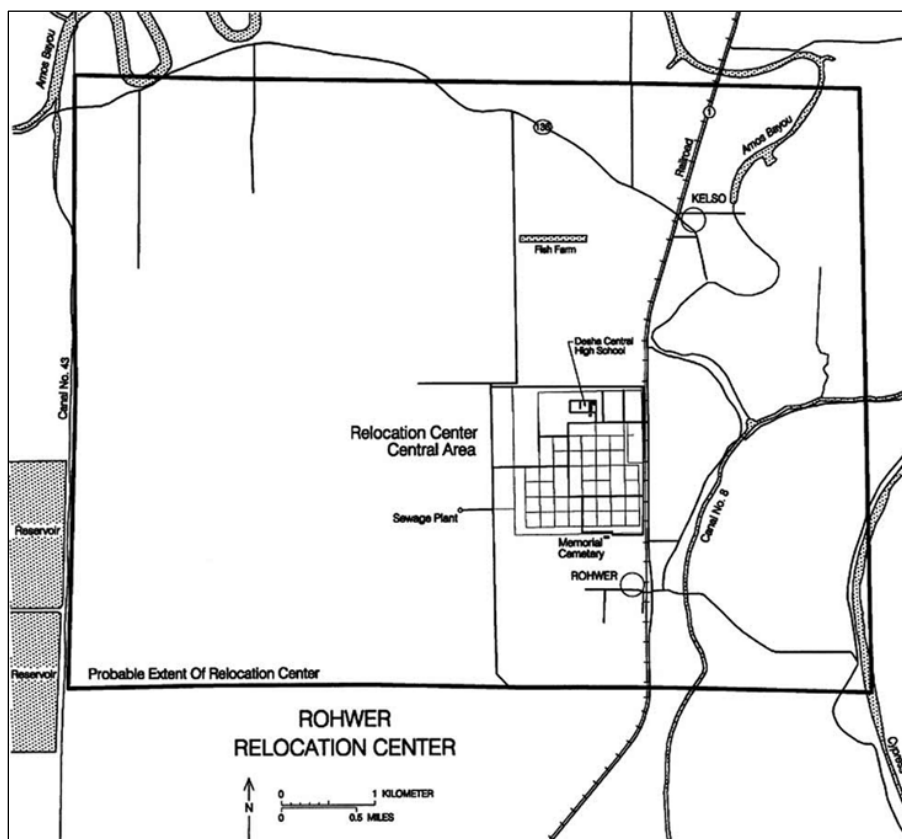 Amos Bayou
138
1
Railroad
Amos Bayou
KELSO
Fish Farm
Desha Central
High School
Canal No. 43
Relocation Center
Central Area
Sewage Plant
Canal No. 8
Reservoir
Memorial
Cemetery
ROHWER
Reservoir
Probable Extent Of Relocation Center
ROHWER
RELOCATION CENTER
Cypress
N
0 1 KILOMETER
0 0.5 MILES